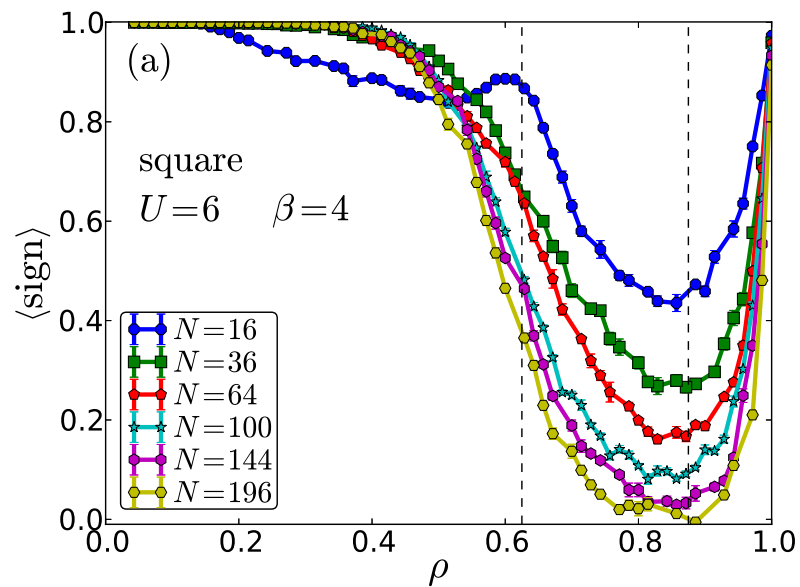 (a)
square
U=6 β=4
⟨sign⟩
1.0
0.8
0.6
0.4
0.2
0.0
N=16
N=36
N=64
N=100
N=144
N=196
0.0 0.2 0.4 0.6 0.8 1.0
ρ